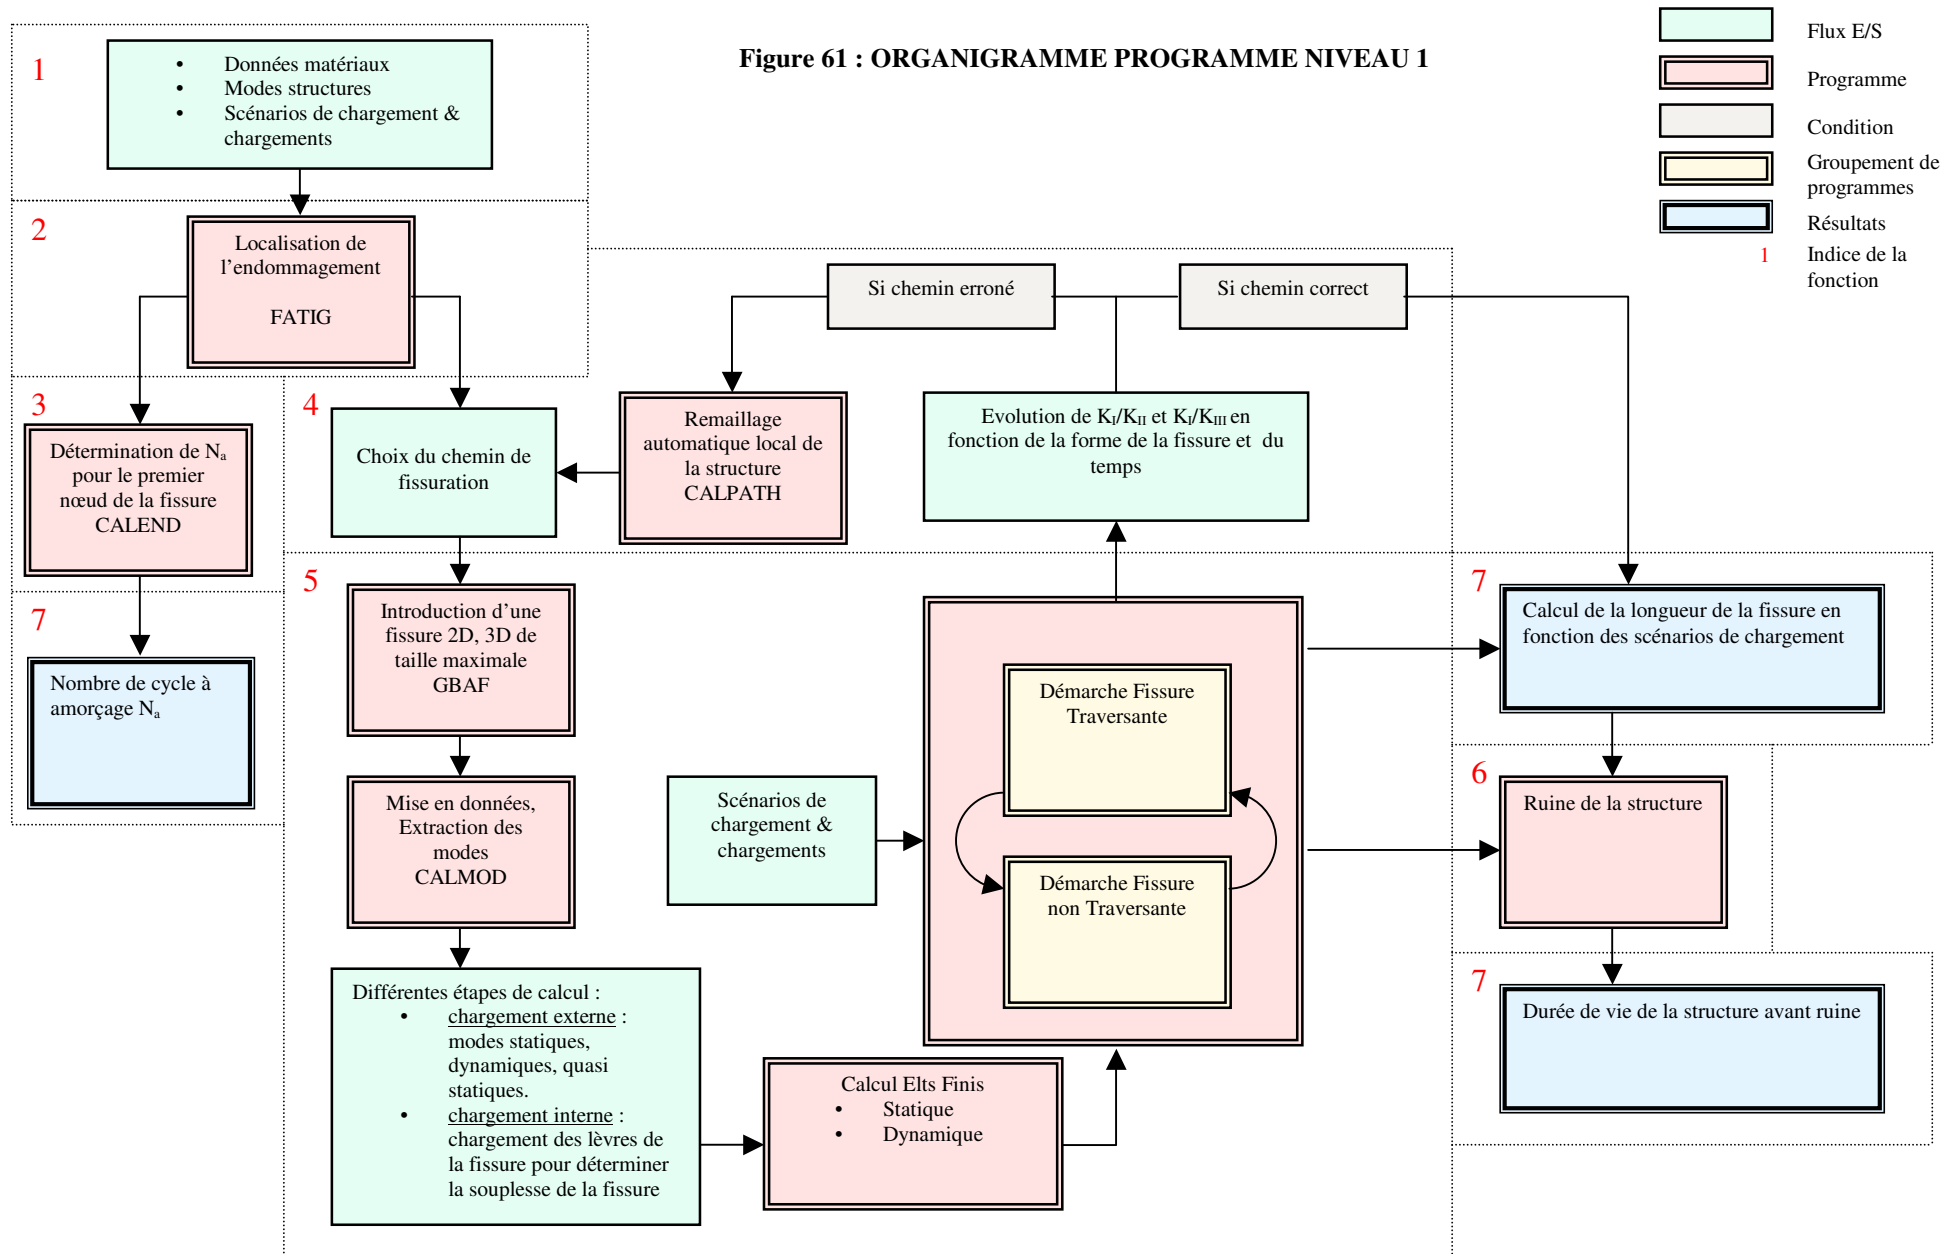 Figure 61 : ORGANIGRAMME PROGRAMME NIVEAU 1
Flux E/S
Programme
Condition
Groupement de
programmes
Résultats
1
Indice de la
fonction
1
• Données matériaux
• Modes structures
• Scénarios de chargement &
chargements
2
Localisation de
l'endommagement
FATIG
Si chemin erroné
Si chemin correct
3
Détermination de Na
pour le premier
nœud de la fissure
CALEND
4
Choix du chemin de
fissuration
Remaillage
automatique local de
la structure
CALPATH
Evolution de KI/KII et KI/KIII en
fonction de la forme de la fissure et du
temps
7
Nombre de cycle à
amorçage Na
5
Introduction d'une
fissure 2D, 3D de
taille maximale
GBAF
Mise en données,
Extraction des
modes
CALMOD
Différentes étapes de calcul :
• chargement externe :
modes statiques,
dynamiques, quasi
statiques.
• chargement interne :
chargement des lèvres de
la fissure pour déterminer
la souplesse de la fissure
Calcul Elts Finis
• Statique
• Dynamique
Scénarios de
chargement &
chargements
Démarche Fissure
Traversante
Démarche Fissure
non Traversante
7
Calcul de la longueur de la fissure en
fonction des scénarios de chargement
6
Ruine de la structure
7
Durée de vie de la structure avant ruine